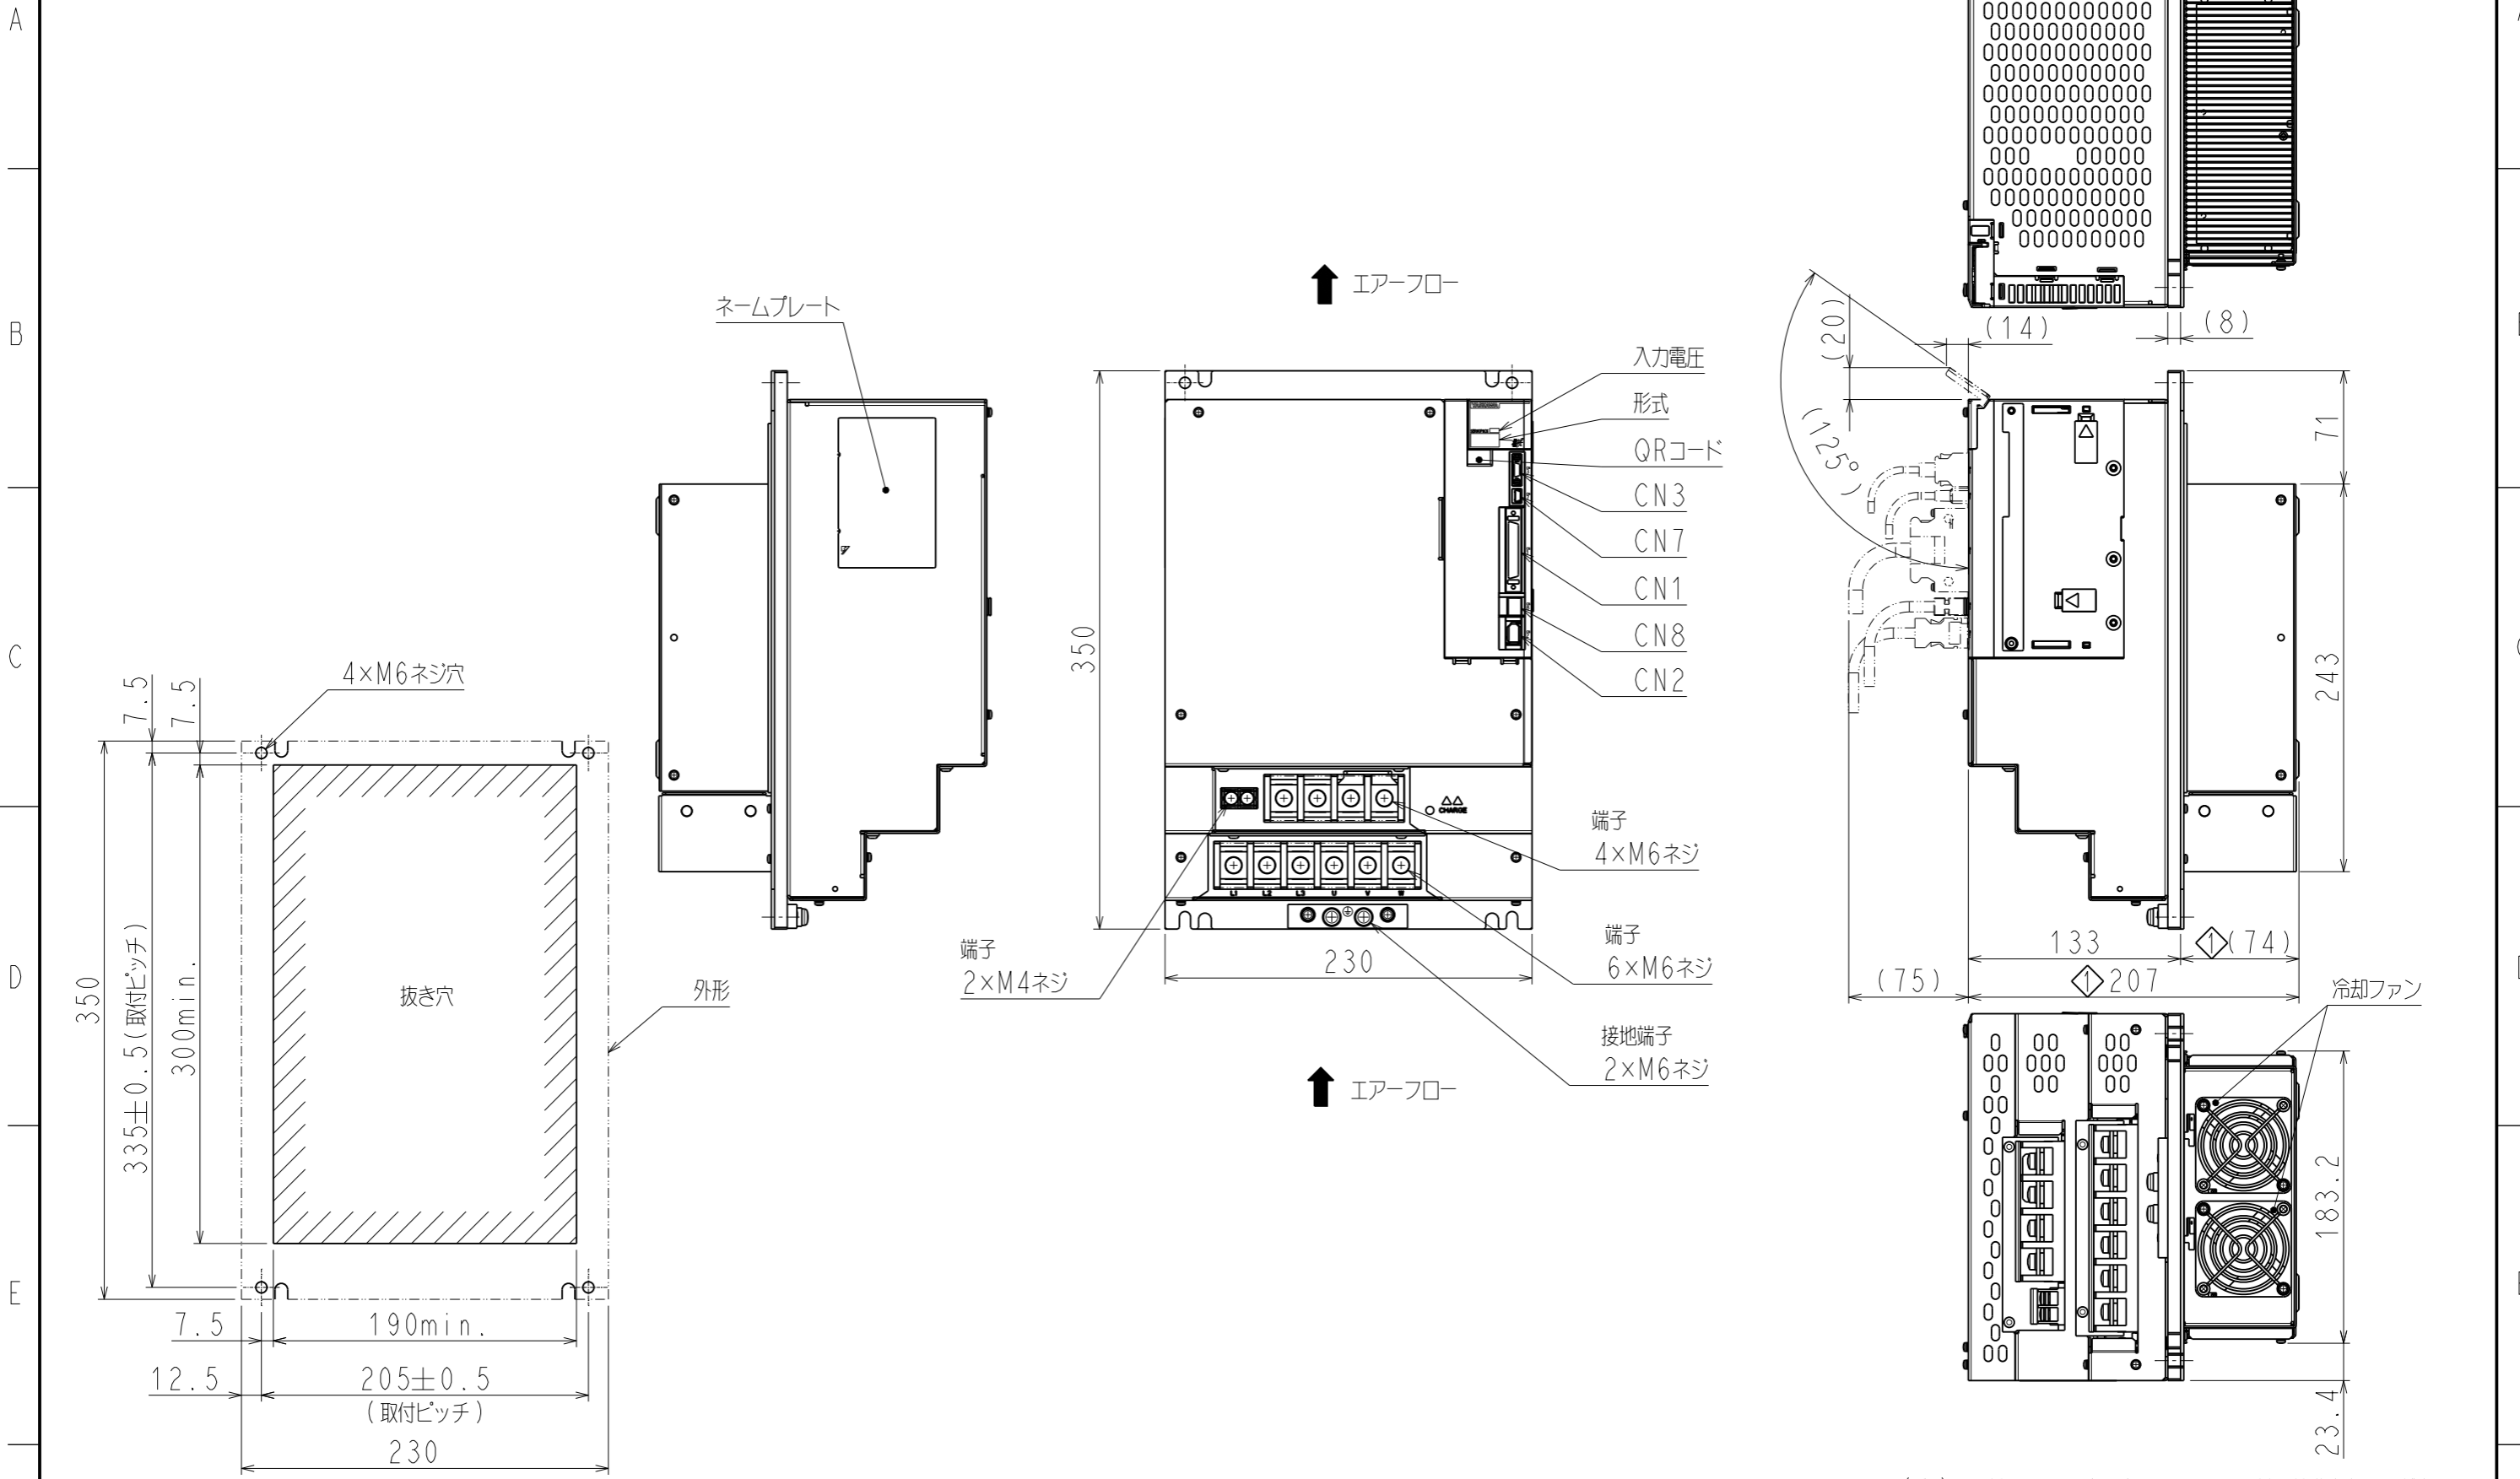 A
B
C
D
E
ネームプレート
エアーフロー
入力電圧
形式
QRコード
CN3
CN7
CN1
CN8
CN2
350
CHARGE
L1 L2 L3 U V W
端子
4×M6ネジ
端子
6×M6ネジ
接地端子
2×M6ネジ
端子
2×M4ネジ
230
エアーフロー
4×M6ネジ穴
7.5
7.5
350
335±0.5(取付ピッチ)
300min.
抜き穴
外形
7.5
190min.
12.5
205±0.5
(取付ピッチ)
230
(20)
(14)
(8)
(125°)
71
243
133
1
(74)
(75)
1
207
冷却ファン
183.2
23.4